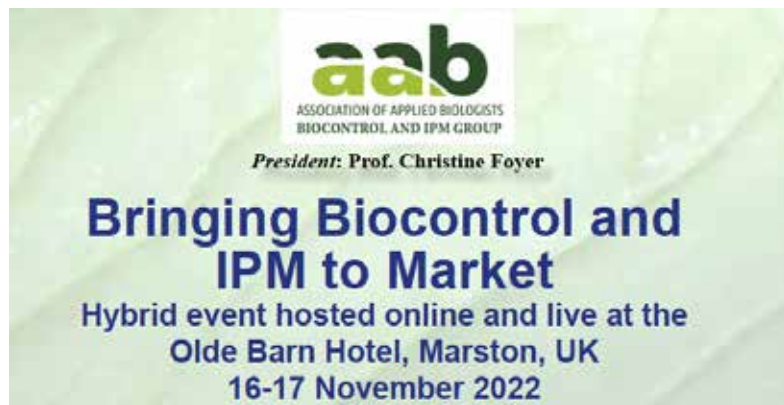 aab
ASSOCIATION OF APPLIED BIOLOGISTS
BIOCONTROL AND IPM GROUP
President: Prof. Christine Foyer
Bringing Biocontrol and
IPM to Market
Hybrid event hosted online and live at the
Olde Barn Hotel, Marston, UK
16-17 November 2022